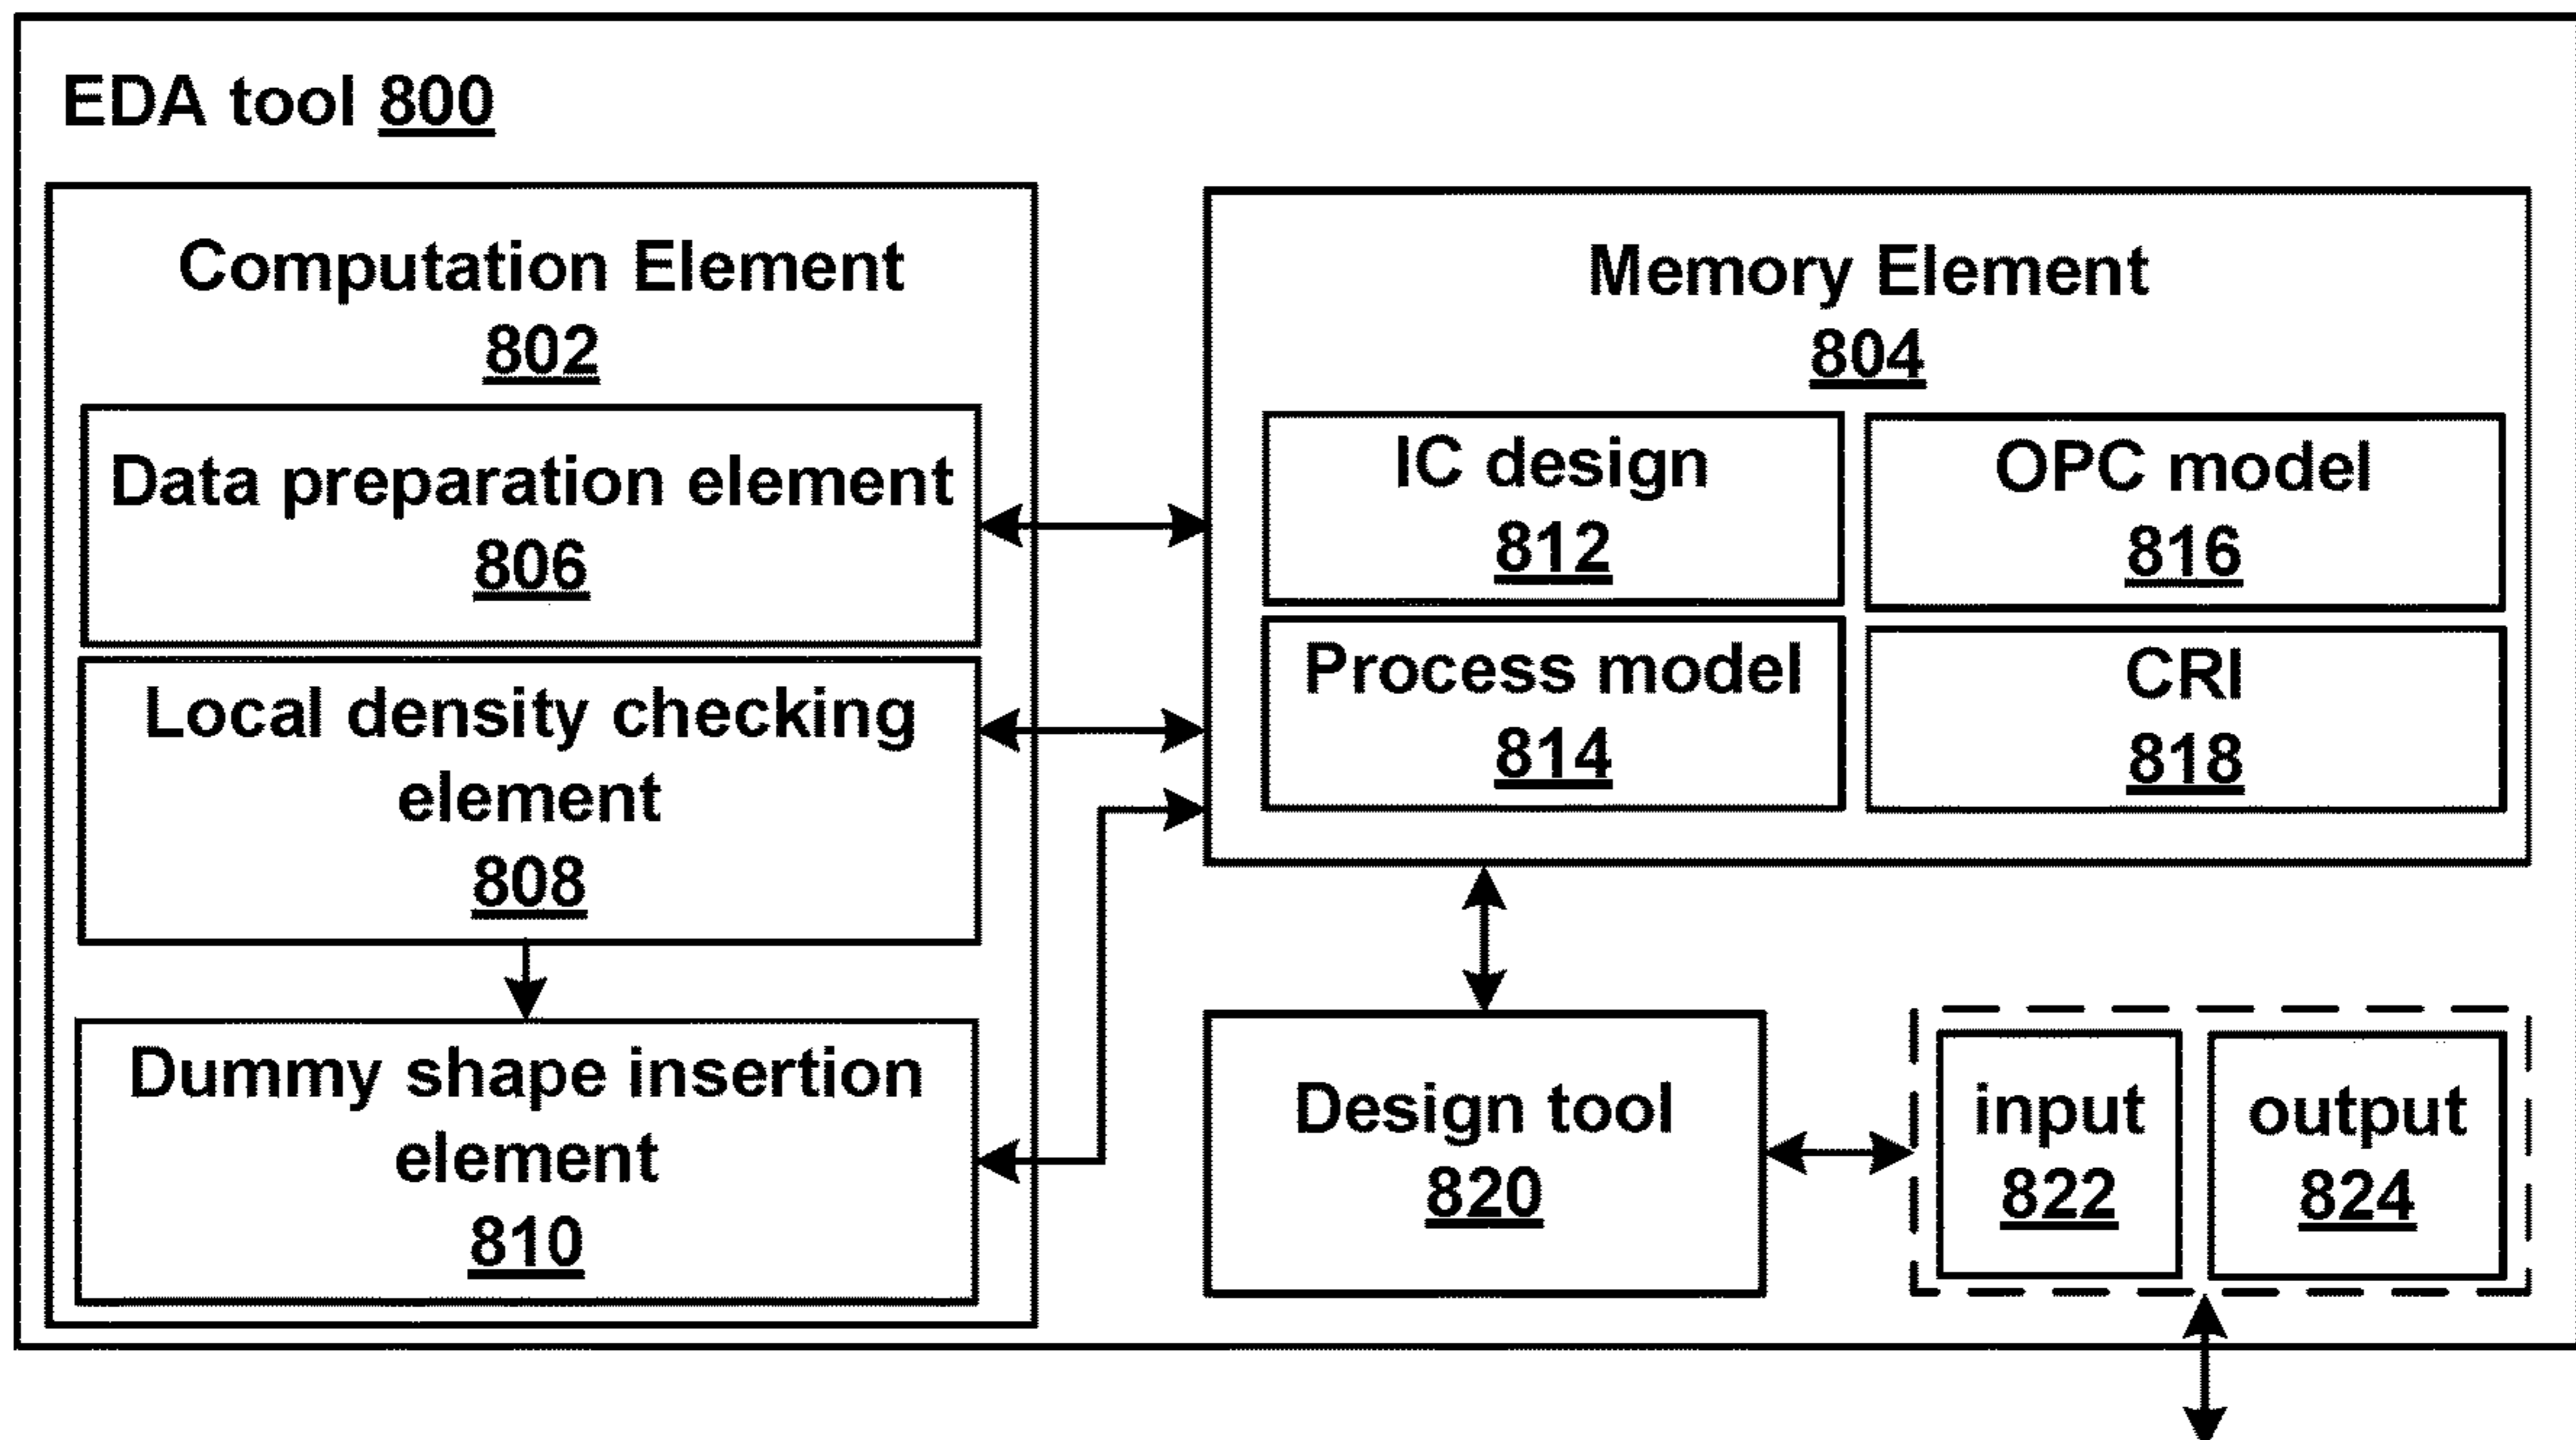 EDA tool 800
Computation Element
802
Data preparation element
806
Local density checking
element
808
Dummy shape insertion
element
810
Memory Element
804
IC design
812
OPC model
816
Process model
814
CRI
818
Design tool
820
input
822
output
824